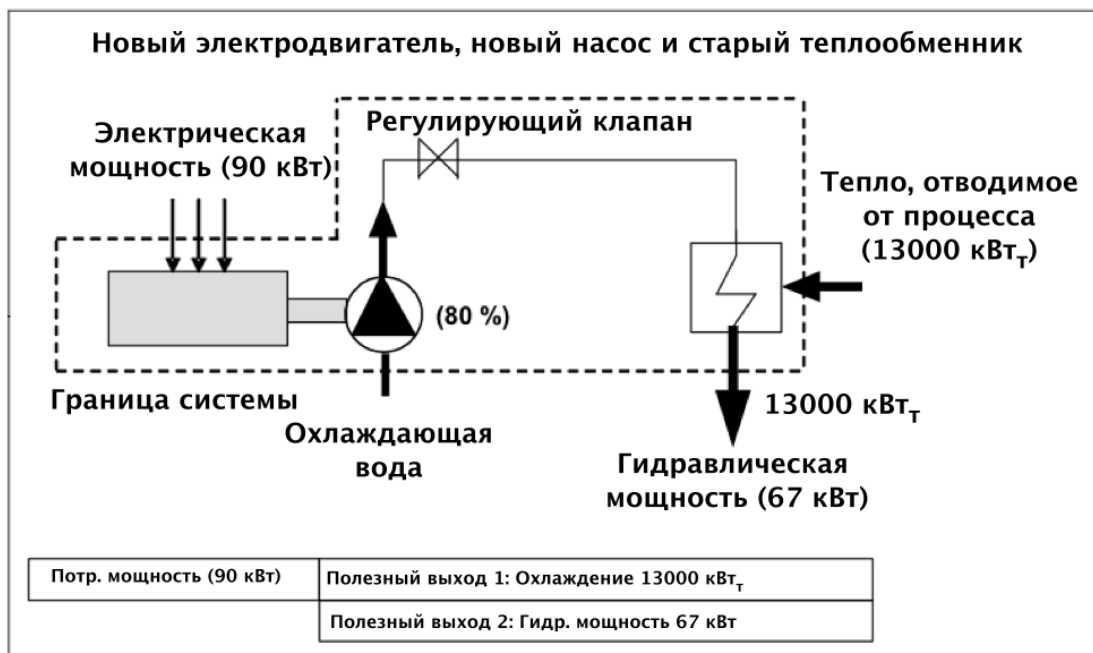 Новый электродвигатель, новый насос и старый теплообменник
Электрическая
мощность (90 кВт)
Регулирующий клапан
Тепло, отводимое
от процесса
(13000 кВтт)
(80 %)
Граница системы
Охлаждающая
вода
13000 кВтт
Гидравлическая
мощность (67 кВт)
Потр. мощность (90 кВт)
Полезный выход 1: Охлаждение 13000 кВтт
Полезный выход 2: Гидр. мощность 67 кВт